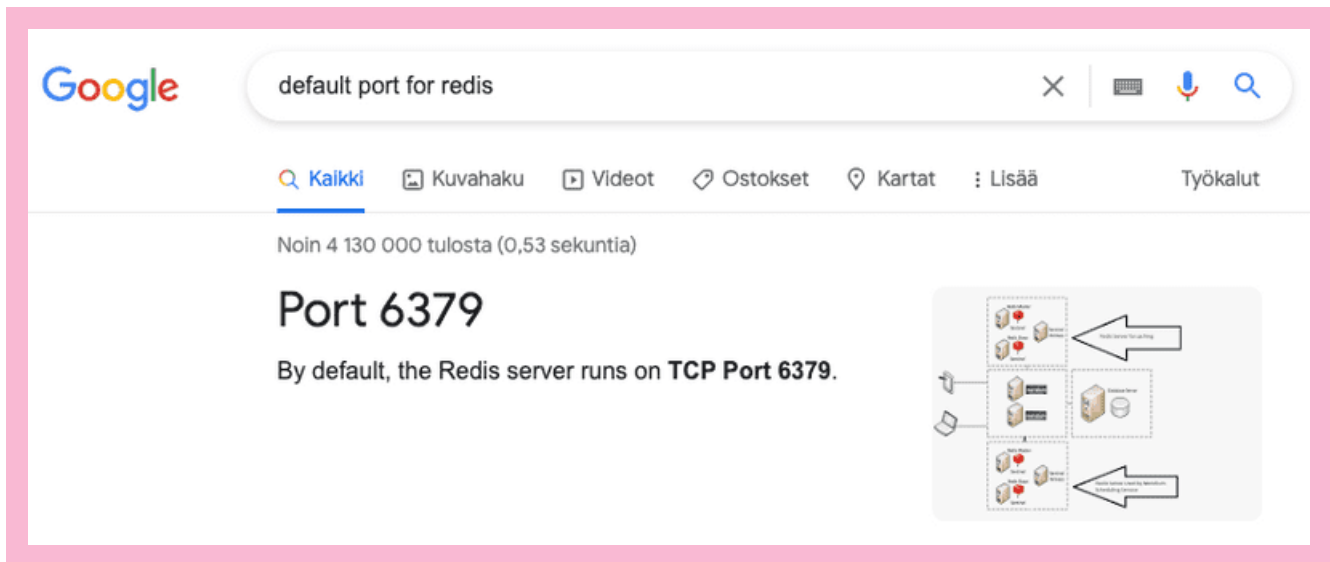 Google
default port for redis
Kaikki Kuvahaku Videot Ostokset Kartat Lisää Työkalut
Noin 4 130 000 tulosta (0,53 sekuntia)
Port 6379
By default, the Redis server runs on TCP Port 6379.